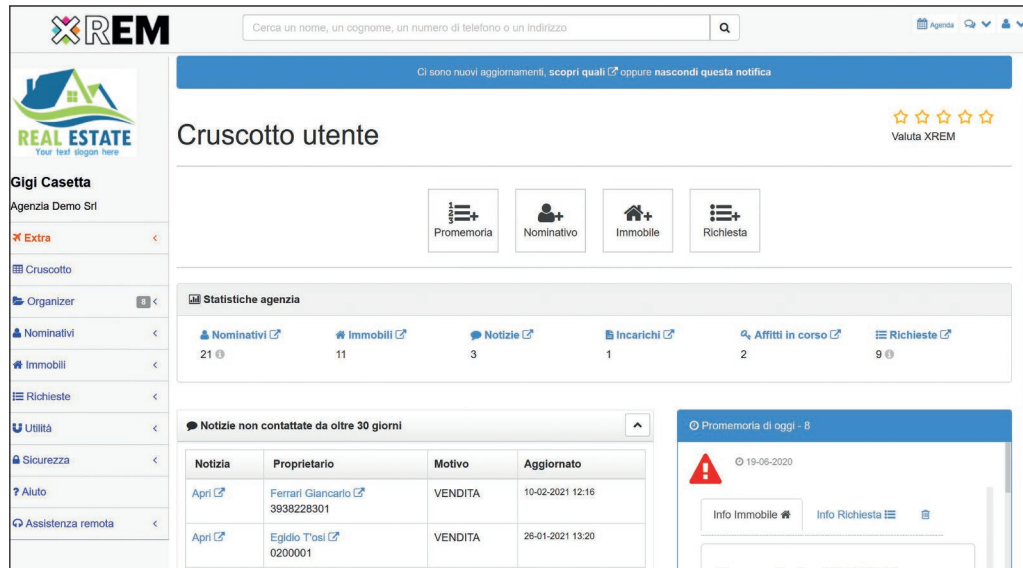 XREM
Cerca un nome, un cognome, un numero di telefono o un indirizzo
Agenda
Ci sono nuovi aggiornamenti, scopri quali oppure nascondi questa notifica
REAL ESTATE
Your text slogan here
Cruscotto utente
Valuta XREM
Gigi Casetta
Agenzia Demo Srl
Promemoria
Nominativo
Immobile
Richiesta
Extra
Cruscotto
Organizer 8
Nominativi
Immobili
Richieste
Utilità
Sicurezza
? Aiuto
Assistenza remota
Statistiche agenzia
Nominativi Immobili Notizie Incarichi Affitti in corso Richieste
21 11 3 1 2 9
Notizie non contattate da oltre 30 giorni
Notizia Proprietario Motivo Aggiornato
Apri Ferrari Giancarlo VENDITA 10-02-2021 12:16
3938228301
Apri Egidio T'osi VENDITA 26-01-2021 13:20
0200001
Promemoria di oggi - 8
19-06-2020
Info Immobile Info Richiesta